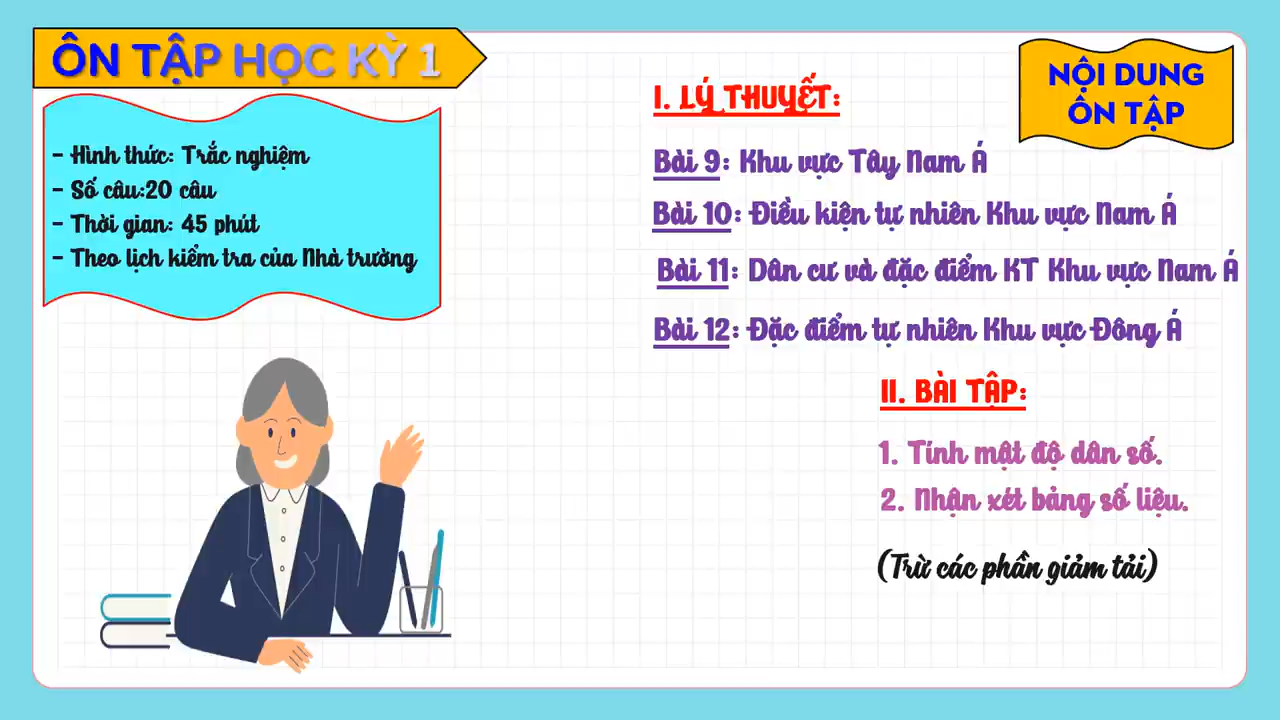 ÔN TẬP HỌC KỲ 1
- Hình thức: Trắc nghiệm
- Số câu:20 câu
- Thời gian: 45 phút
- Theo lịch kiểm tra của Nhà trường
NỘI DUNG
ÔN TẬP
I. LÝ THUYẾT:
Bài 9: Khu vực Tây Nam Á
Bài 10: Điều kiện tự nhiên Khu vực Nam Á
Bài 11: Dân cư và đặc điểm KT Khu vực Nam Á
Bài 12: Đặc điểm tự nhiên Khu vực Đông Á
II. BÀI TẬP:
1. Tính mật độ dân số.
2. Nhận xét bảng số liệu.
(Trừ các phần giảm tải)